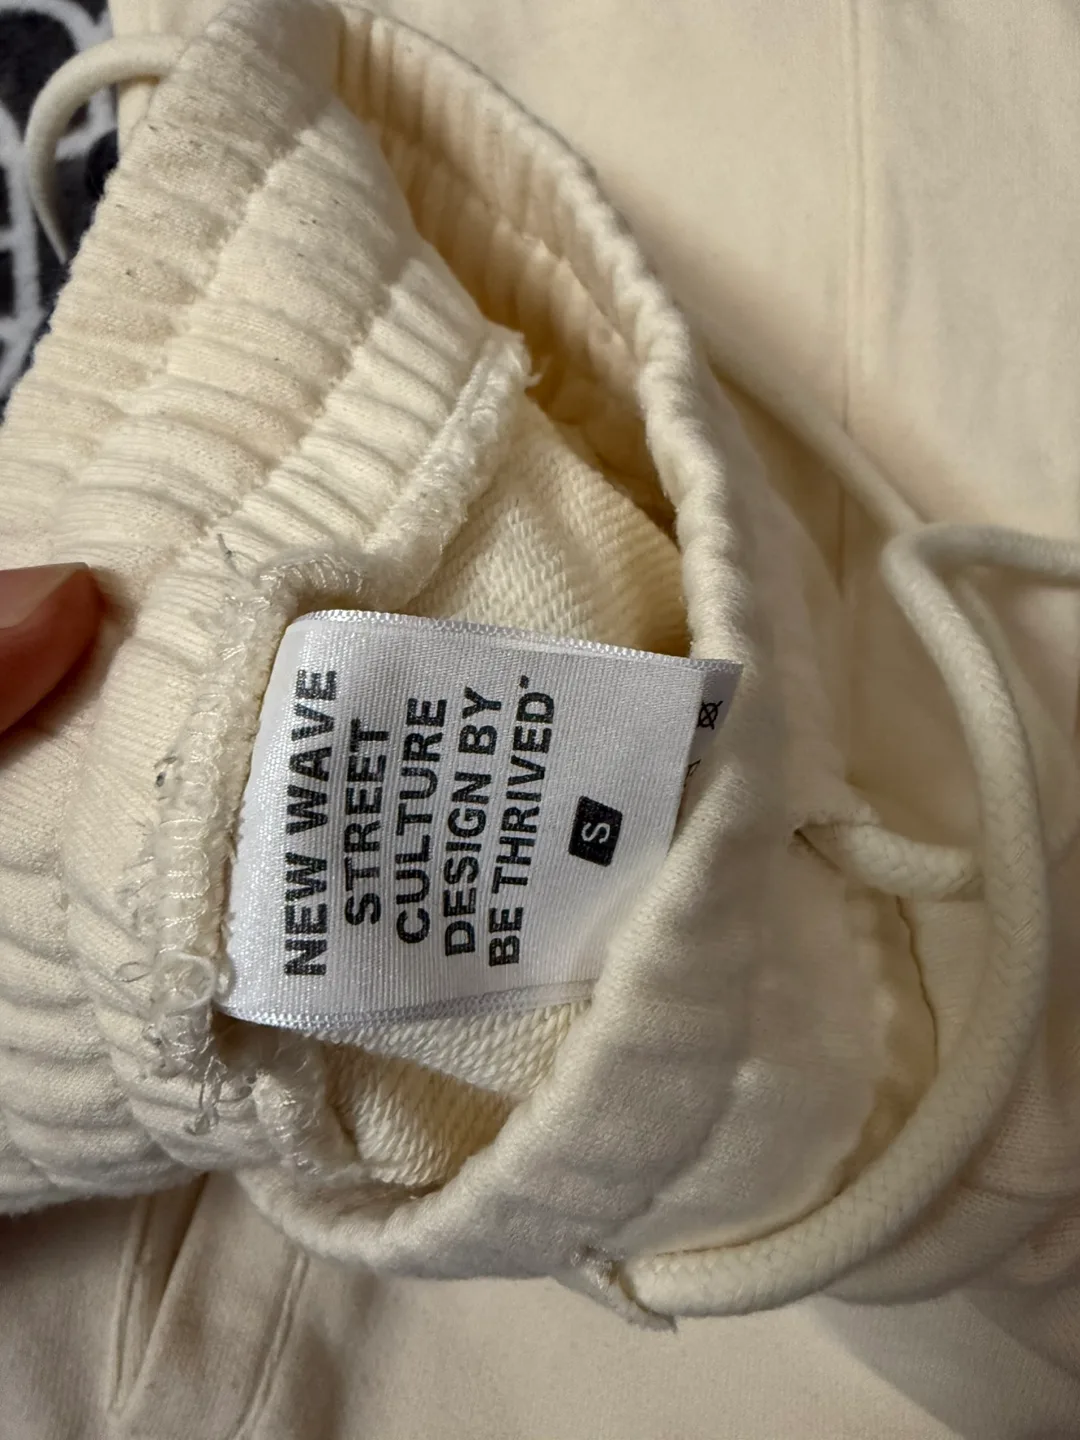 NEW WAVE
STREET
CULTURE
DESIGN BY
BE THRIVED
S